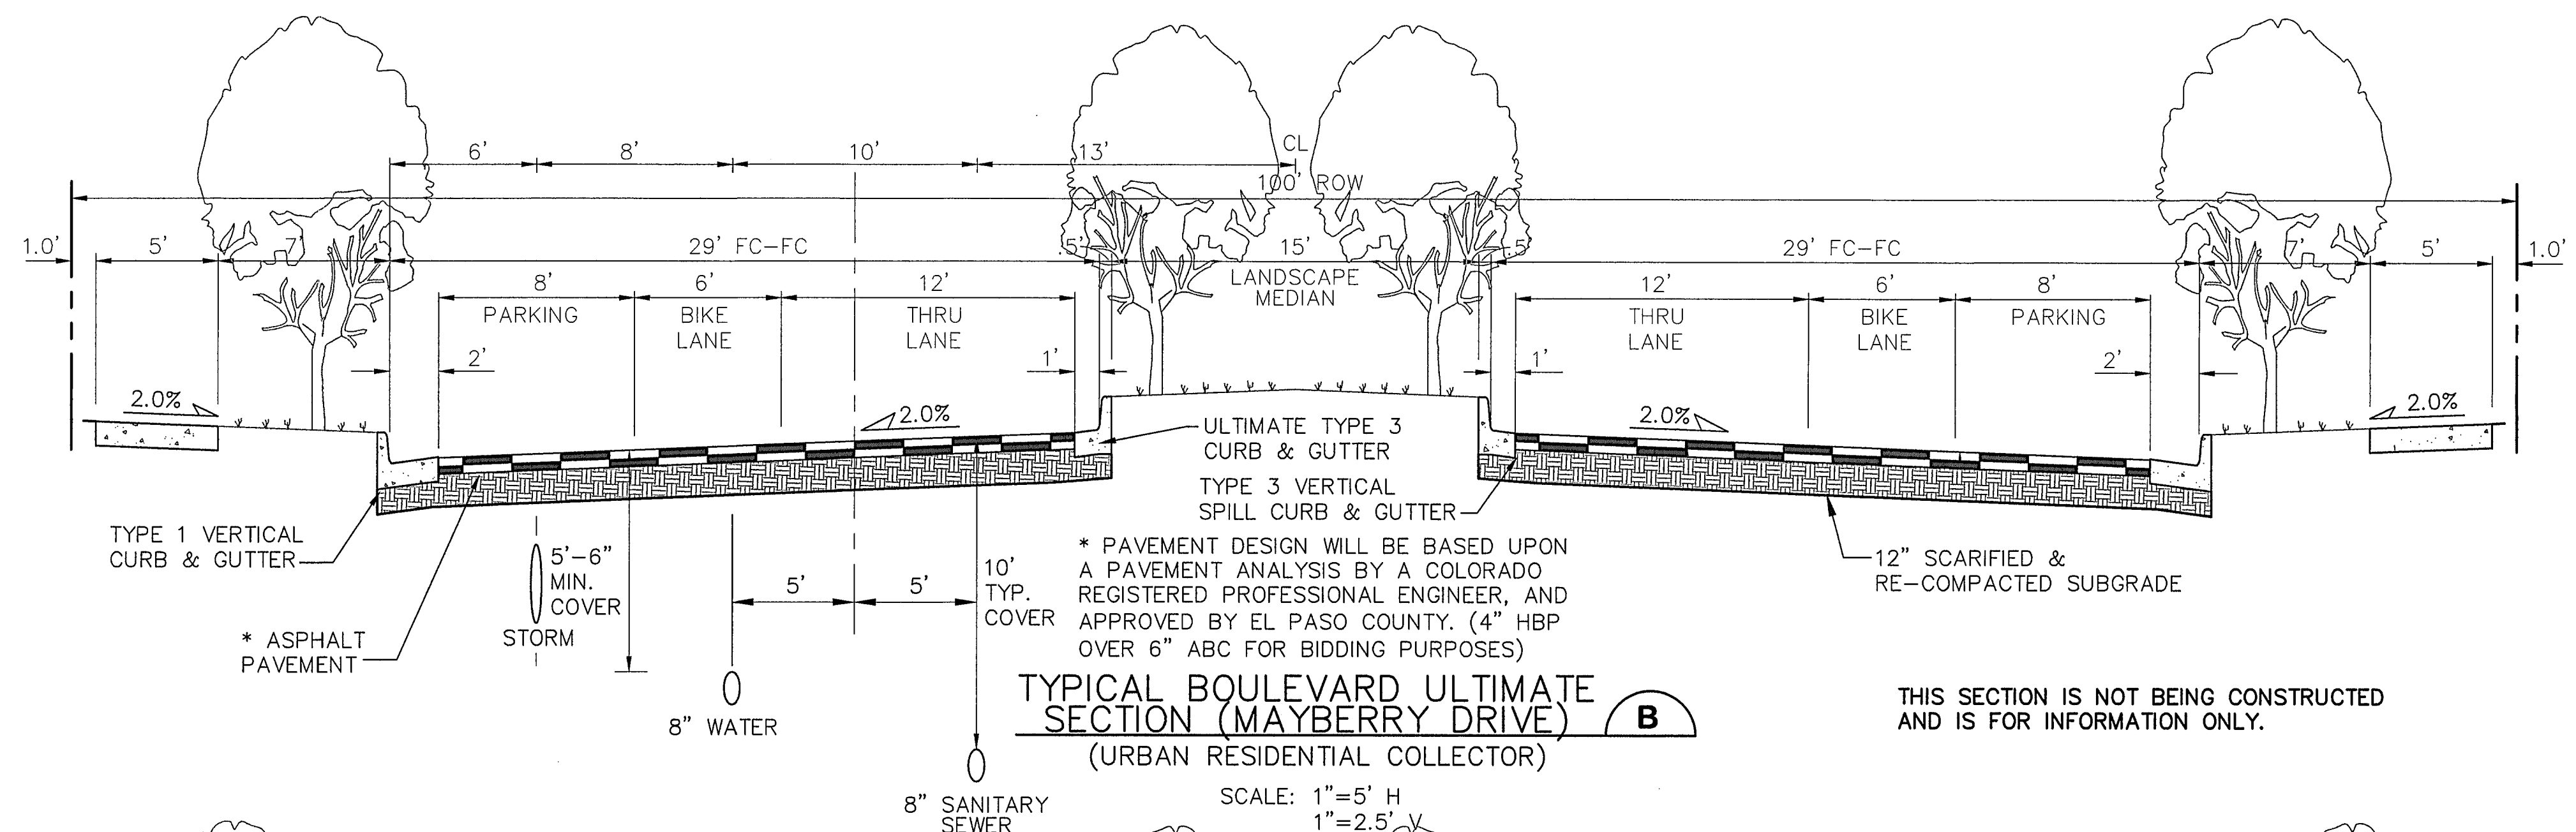 CL
6'
8'
10'
13'
100' ROW
1.0'
5'
7'
29' FC-FC
.5'
15'
.5'
29' FC-FC
7'
5'
1.0'
LANDSCAPE
MEDIAN
8'
6'
12'
12'
6'
8'
PARKING
BIKE
LANE
THRU
LANE
THRU
LANE
BIKE
LANE
PARKING
2'
1'
1'
2'
2.0%
2.0%
2.0%
2.0%
ULTIMATE TYPE 3
CURB & GUTTER
TYPE 3 VERTICAL
SPILL CURB & GUTTER
TYPE 1 VERTICAL
CURB & GUTTER
* ASPHALT
PAVEMENT
5'-6"
MIN.
COVER
STORM
5'
5'
10'
TYP.
COVER
8" WATER
8" SANITARY
SEWER
* PAVEMENT DESIGN WILL BE BASED UPON
A PAVEMENT ANALYSIS BY A COLORADO
REGISTERED PROFESSIONAL ENGINEER, AND
APPROVED BY EL PASO COUNTY. (4" HBP
OVER 6" ABC FOR BIDDING PURPOSES)
12" SCARIFIED &
RE-COMPACTED SUBGRADE
TYPICAL BOULEVARD ULTIMATE
SECTION (MAYBERRY DRIVE)
B
(URBAN RESIDENTIAL COLLECTOR)
SCALE: 1"=5' H
1"=2.5' V
THIS SECTION IS NOT BEING CONSTRUCTED
AND IS FOR INFORMATION ONLY.